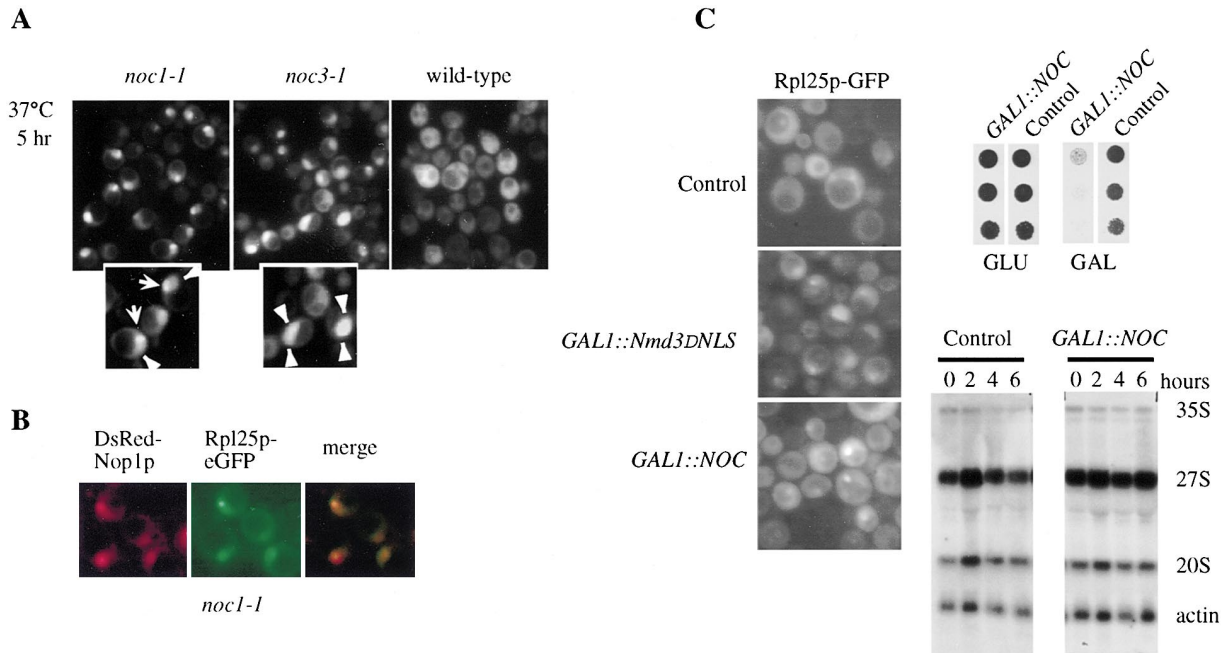 A
noc1-1 noc3-1 wild-type
37°C
5 hr
B
DsRed-
Nop1p
Rpl25p-
eGFP
merge
noc1-1
C
Rpl25p-GFP
Control
GAL1::Nmd3DNLS
GAL1::NOC
GAL1::NOC
Control
GAL1::NOC
Control
GLU GAL
Control GAL1::NOC
0 2 4 6 0 2 4 6 hours
35S
27S
20S
actin